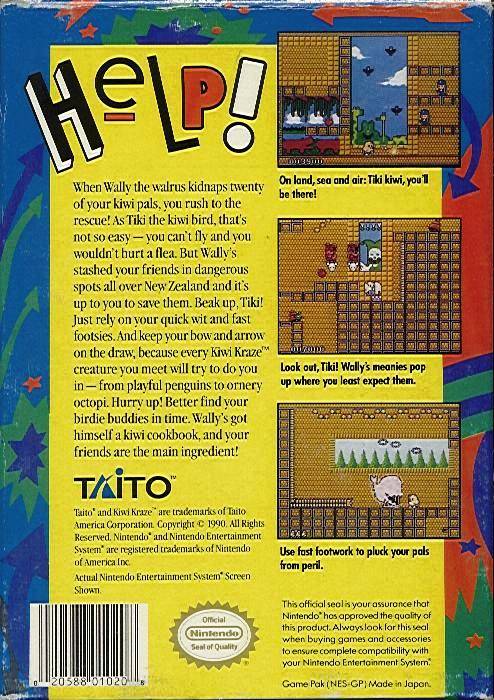 HeLP!
When Wally the walrus kidnaps twenty
of your kiwi pals, you rush to the
rescue! As Tiki the kiwi bird, that's
not so easy — you can't fly and you
wouldn't hurt a flea. But Wally's
stashed your friends in dangerous
spots all over New Zealand and it's
up to you to save them. Beak up, Tiki!
Just rely on your quick wit and fast
footsies. And keep your bow and arrow
on the draw, because every Kiwi Kraze™
creature you meet will try to do you
in — from playful penguins to ornery
octopi. Hurry up! Better find your
birdie buddies in time. Wally's got
himself a kiwi cookbook, and your
friends are the main ingredient!
TAITO™
Taito® and Kiwi Kraze™ are trademarks of Taito
America Corporation. Copyright © 1990. All Rights
Reserved. Nintendo® and Nintendo Entertainment
System® are registered trademarks of Nintendo
of America Inc.
Actual Nintendo Entertainment System® Screen
Shown.
0 20588 01020 8
Official
Nintendo
Seal of Quality
On land, sea and air: Tiki kiwi, you'll
be there!
Look out, Tiki! Wally's meanies pop
up where you least expect them.
Use fast footwork to pluck your pals
from peril.
This official seal is your assurance that
Nintendo® has approved the quality of
this product. Always look for this seal
when buying games and accessories
to ensure complete compatibility with
your Nintendo Entertainment System®
Game Pak (NES-GP) Made in Japan.